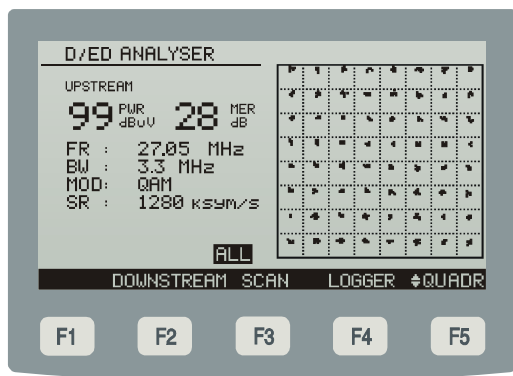 D/ED ANALYSER
UPSTREAM
99 PWR dBuV 28 MER dB
FR : 27.05 MHz
BW : 3.3 MHz
MOD: QAM
SR : 1280 KSYM/S
ALL
DOWNSTREAM SCAN LOGGER QUADR
F1 F2 F3 F4 F5